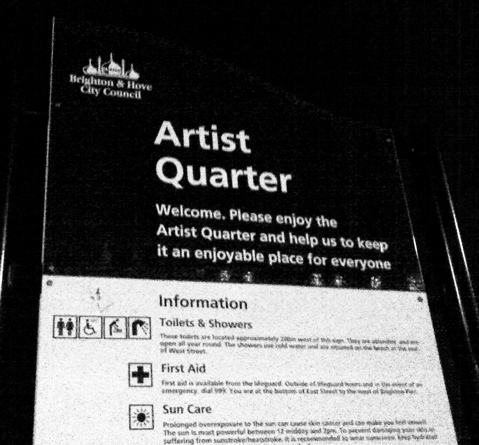 Brighton & Hove
City Council
Artist
Quarter
Welcome. Please enjoy the
Artist Quarter and help us to keep
it an enjoyable place for everyone
Information
Toilets & Showers
These toilets are located approximately 200m west of this sign. They are attended and are
open all year round. The showers use cold water and are situated on the beach at the end
of West Street.
First Aid
First aid is available from the lifeguard. Outside of lifeguard hours and in the event of an
emergency, dial 999. You are at the bottom of East Street to the west of Brighton Pier.
Sun Care
Prolonged overexposure to the sun can cause skin cancer and can make you feel unwell.
The sun is most powerful between 12 midday and 3pm. To prevent damaging your skin or
suffering from sunstroke/heatstroke, it is recommended to wear sunscreen, keep hydrated